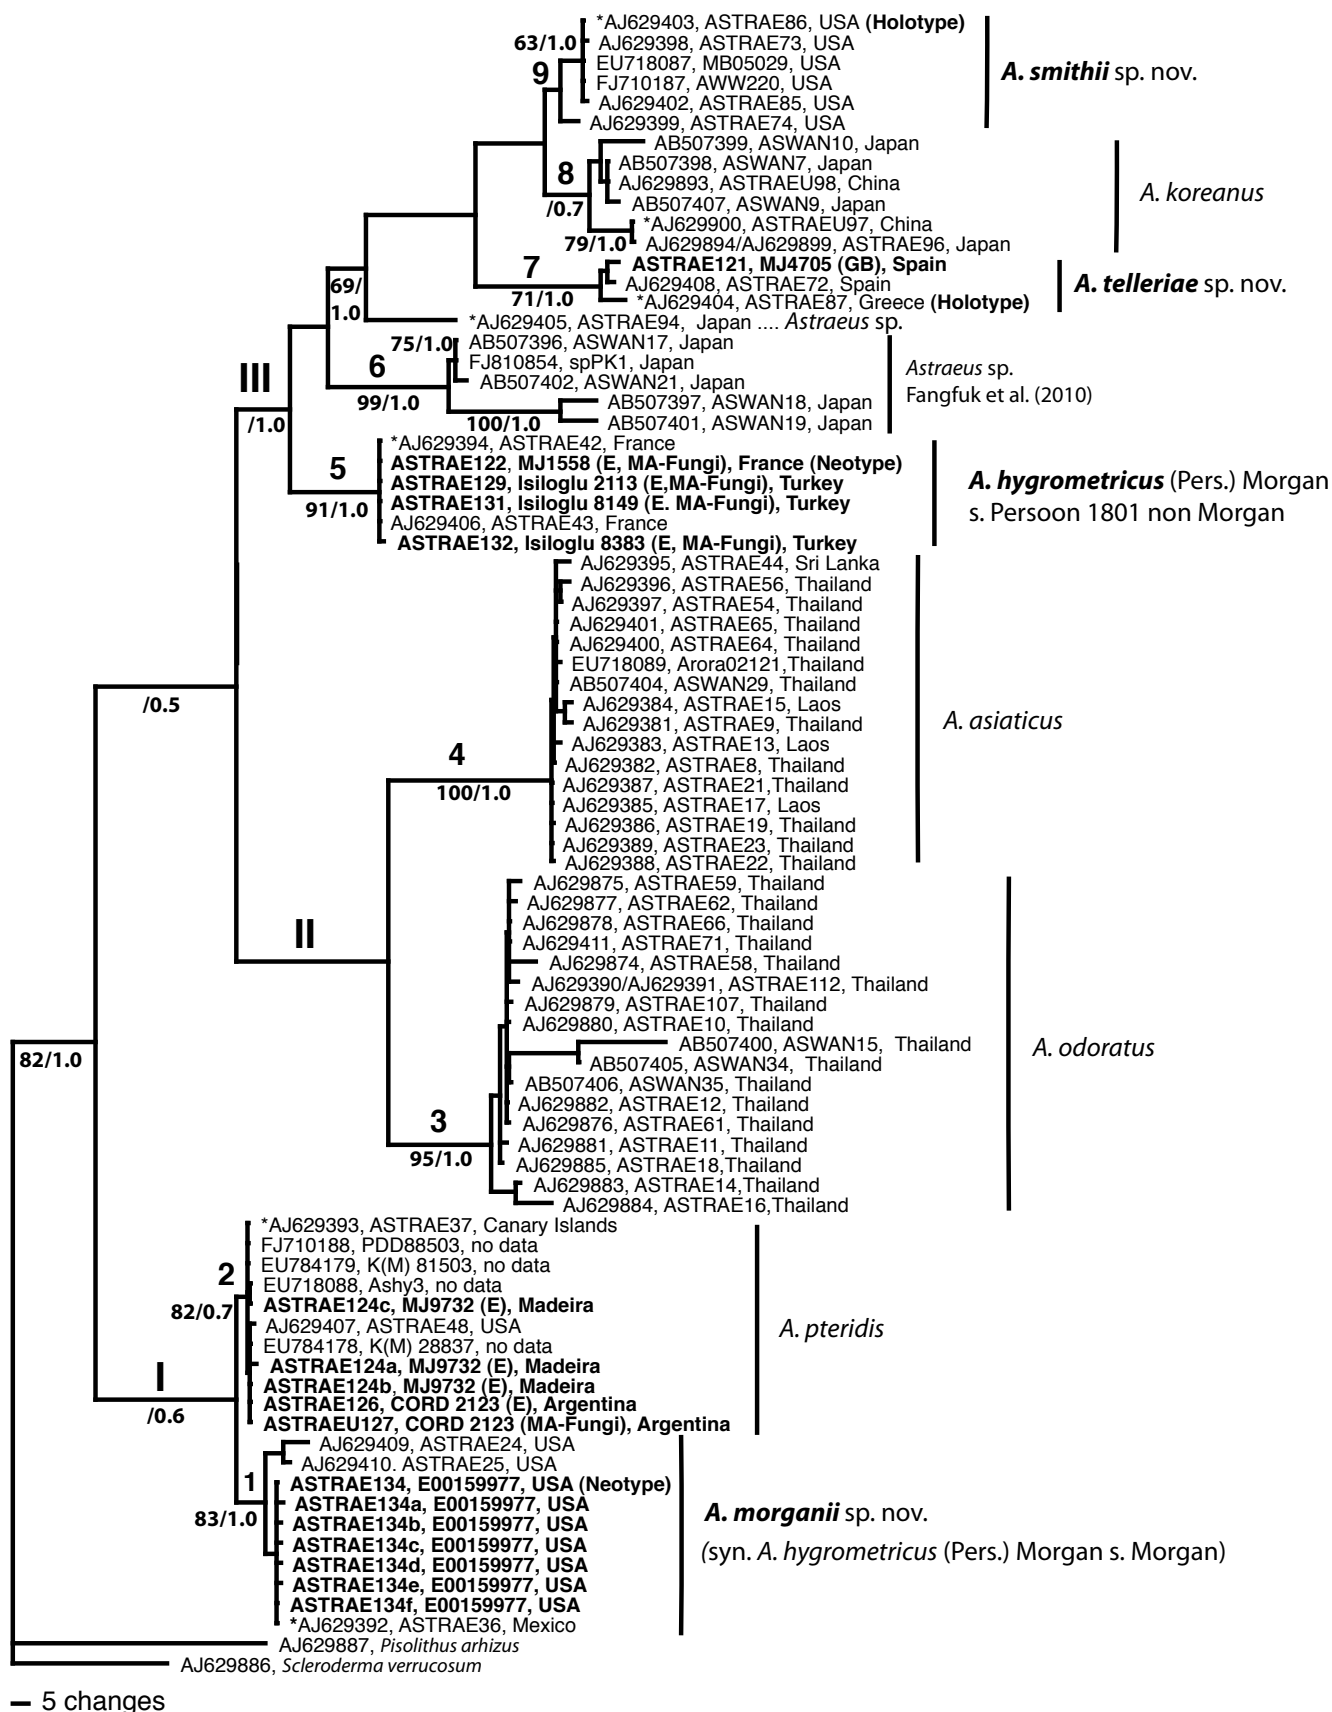 *AJ629403, ASTRAE86, USA (Holotype)
63/1.0
AJ629398, ASTRAE73, USA
EU718087, MB05029, USA
9
A. smithii sp. nov.
FJ710187, AWW220, USA
AJ629402, ASTRAE85, USA
AJ629399, ASTRAE74, USA
AB507399, ASWAN10, Japan
AB507398, ASWAN7, Japan
8
AJ629893, ASTRAEU98, China
A. koreanus
/0.7
AB507407, ASWAN9, Japan
*AJ629900, ASTRAEU97, China
79/1.0
AJ629894/AJ629899, ASTRAE96, Japan
7
ASTRAE121, MJ4705 (GB), Spain
AJ629408, ASTRAE72, Spain
A. telleriae sp. nov.
71/1.0
*AJ629404, ASTRAE87, Greece (Holotype)
69/
1.0
*AJ629405, ASTRAE94, Japan .... Astraeus sp.
75/1.0
AB507396, ASWAN17, Japan
6
FJ810854, spPK1, Japan
Astraeus sp.
III
AB507402, ASWAN21, Japan
Fangfuk et al. (2010)
99/1.0
AB507397, ASWAN18, Japan
/1.0
100/1.0
AB507401, ASWAN19, Japan
*AJ629394, ASTRAE42, France
5
ASTRAE122, MJ1558 (E, MA-Fungi), France (Neotype)
ASTRAE129, Isiloglu 2113 (E,MA-Fungi), Turkey
A. hygrometricus (Pers.) Morgan
91/1.0
ASTRAE131, Isiloglu 8149 (E. MA-Fungi), Turkey
s. Persoon 1801 non Morgan
AJ629406, ASTRAE43, France
ASTRAE132, Isiloglu 8383 (E, MA-Fungi), Turkey
AJ629395, ASTRAE44, Sri Lanka
AJ629396, ASTRAE56, Thailand
AJ629397, ASTRAE54, Thailand
AJ629401, ASTRAE65, Thailand
AJ629400, ASTRAE64, Thailand
EU718089, Arora02121,Thailand
AB507404, ASWAN29, Thailand
/0.5
AJ629384, ASTRAE15, Laos
AJ629381, ASTRAE9, Thailand
A. asiaticus
AJ629383, ASTRAE13, Laos
4
AJ629382, ASTRAE8, Thailand
AJ629387, ASTRAE21,Thailand
100/1.0
AJ629385, ASTRAE17, Laos
AJ629386, ASTRAE19, Thailand
AJ629389, ASTRAE23, Thailand
AJ629388, ASTRAE22, Thailand
AJ629875, ASTRAE59, Thailand
AJ629877, ASTRAE62, Thailand
II
AJ629878, ASTRAE66, Thailand
AJ629411, ASTRAE71, Thailand
AJ629874, ASTRAE58, Thailand
AJ629390/AJ629391, ASTRAE112, Thailand
AJ629879, ASTRAE107, Thailand
AJ629880, ASTRAE10, Thailand
AB507400, ASWAN15, Thailand
A. odoratus
82/1.0
AB507405, ASWAN34, Thailand
AB507406, ASWAN35, Thailand
AJ629882, ASTRAE12, Thailand
3
AJ629876, ASTRAE61, Thailand
AJ629881, ASTRAE11, Thailand
95/1.0
AJ629885, ASTRAE18,Thailand
AJ629883, ASTRAE14,Thailand
AJ629884, ASTRAE16,Thailand
*AJ629393, ASTRAE37, Canary Islands
FJ710188, PDD88503, no data
EU784179, K(M) 81503, no data
2
EU718088, Ashy3, no data
82/0.7
ASTRAE124c, MJ9732 (E), Madeira
AJ629407, ASTRAE48, USA
A. pteridis
EU784178, K(M) 28837, no data
I
ASTRAE124a, MJ9732 (E), Madeira
ASTRAE124b, MJ9732 (E), Madeira
/0.6
ASTRAE126, CORD 2123 (E), Argentina
ASTRAEU127, CORD 2123 (MA-Fungi), Argentina
AJ629409, ASTRAE24, USA
AJ629410. ASTRAE25, USA
1
ASTRAE134, E00159977, USA (Neotype)
ASTRAE134a, E00159977, USA
A. morganii sp. nov.
83/1.0
ASTRAE134b, E00159977, USA
ASTRAE134c, E00159977, USA
(syn. A. hygrometricus (Pers.) Morgan s. Morgan)
ASTRAE134d, E00159977, USA
ASTRAE134e, E00159977, USA
ASTRAE134f, E00159977, USA
*AJ629392, ASTRAE36, Mexico
AJ629887, Pisolithus arhizus
AJ629886, Scleroderma verrucosum
5 changes